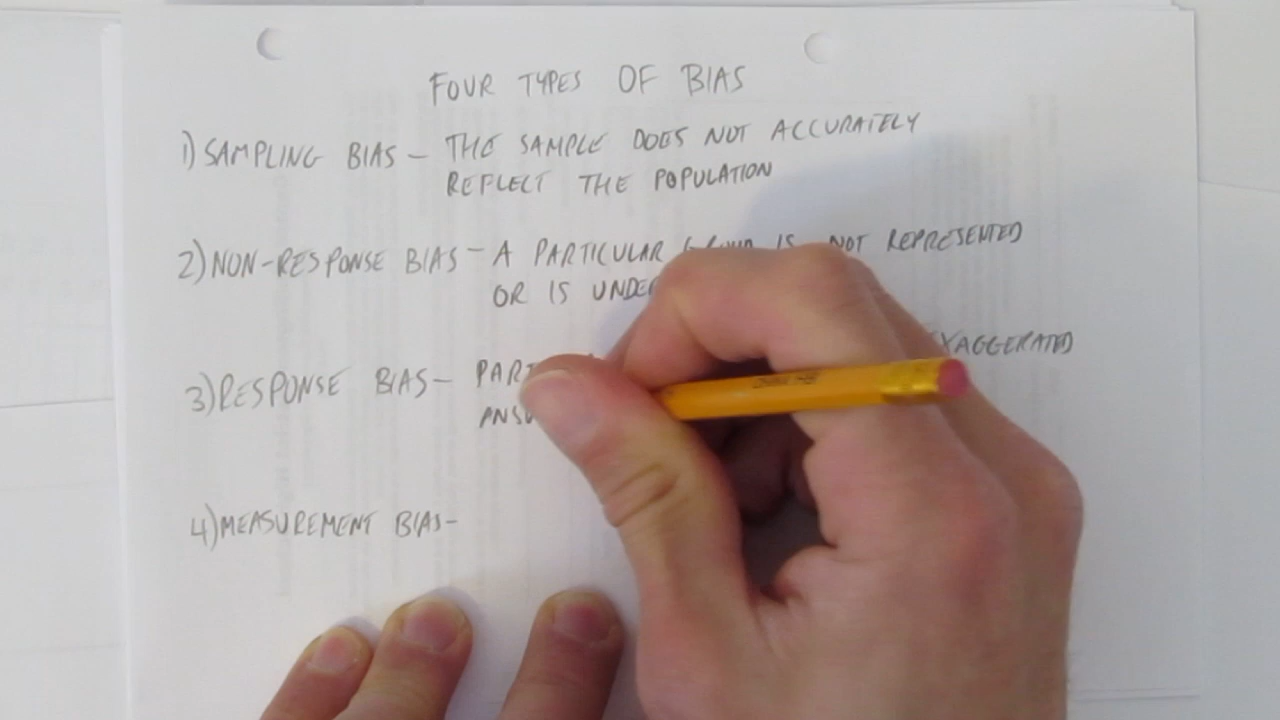 FOUR TYPES OF BIAS
1) SAMPLING BIAS - THE SAMPLE DOES NOT ACCURATELY
REFLECT THE POPULATION
2) NON-RESPONSE BIAS - A PARTICULAR IS NOT REPRESENTED
OR IS
3) RESPONSE BIAS - EXAGGERATED
4) MEASUREMENT BIAS-